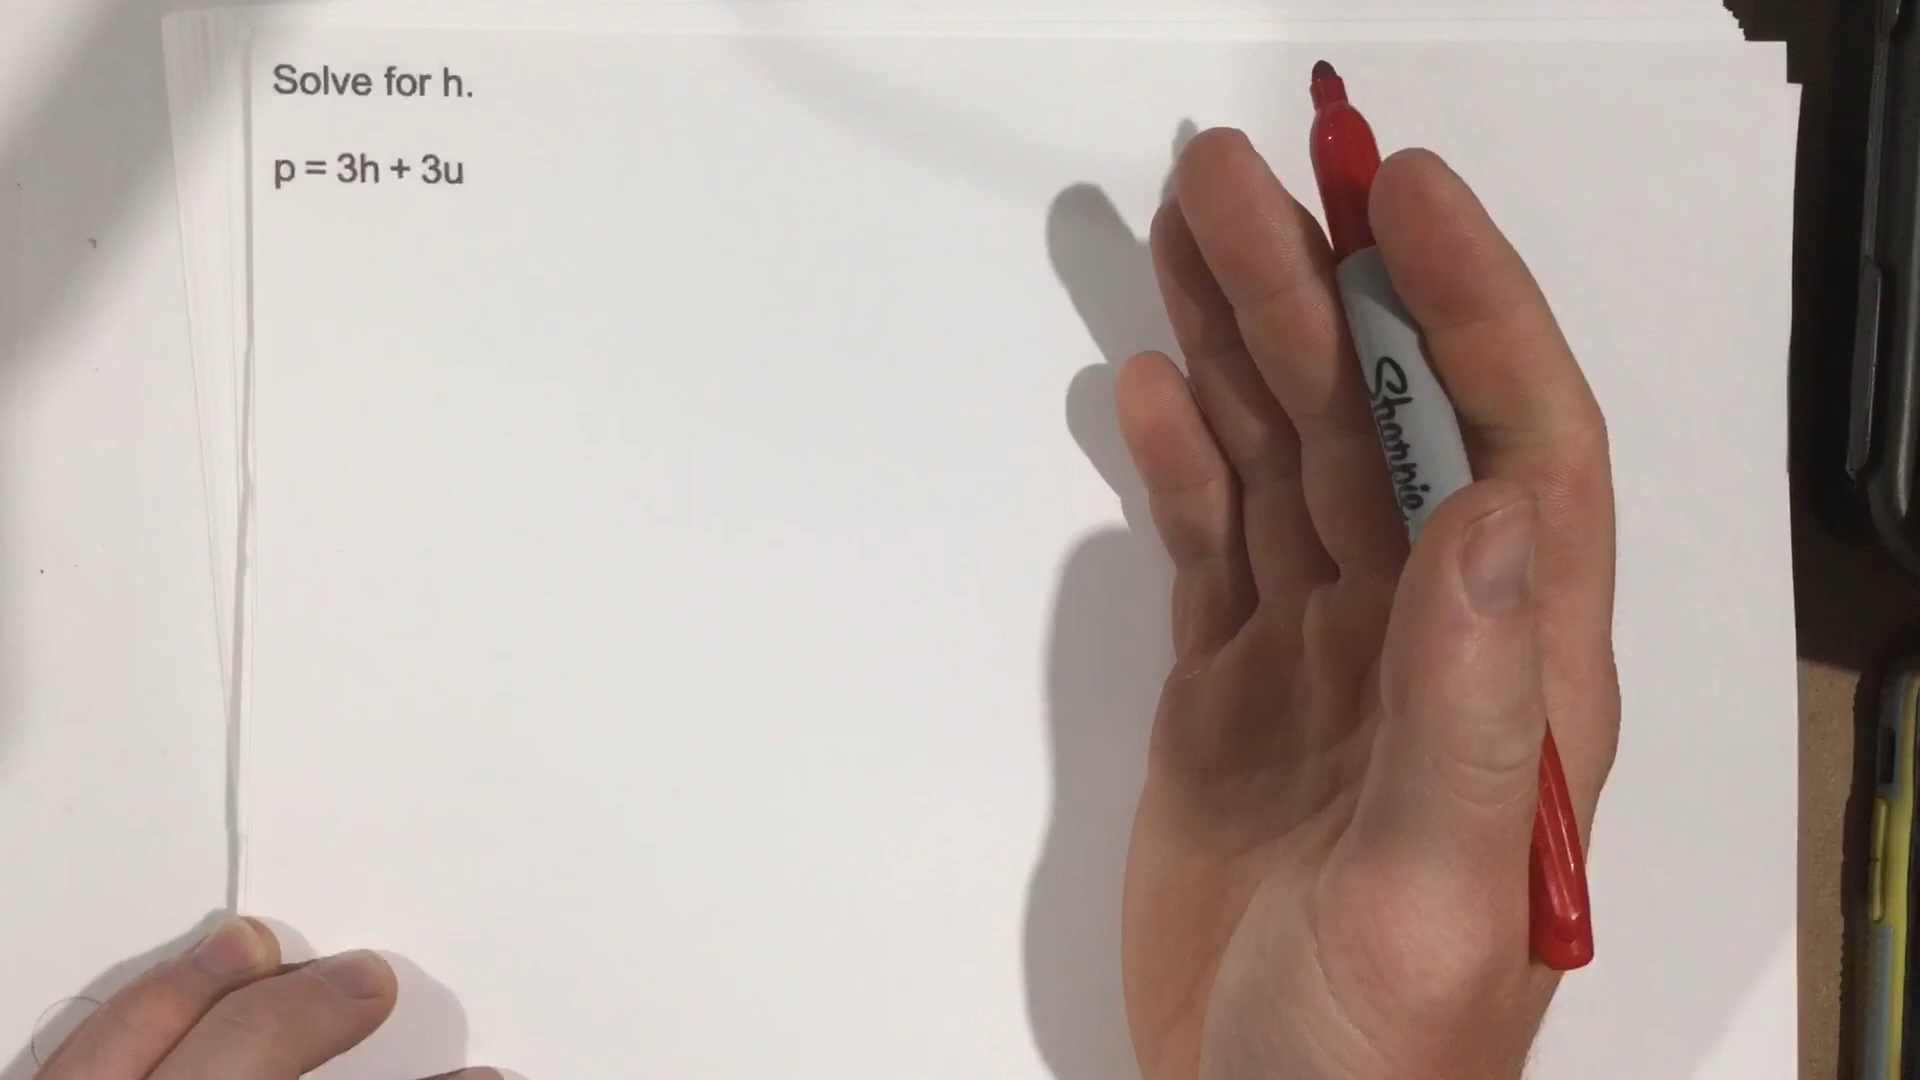 Solve for h.
p = 3h + 3u
Sharpie